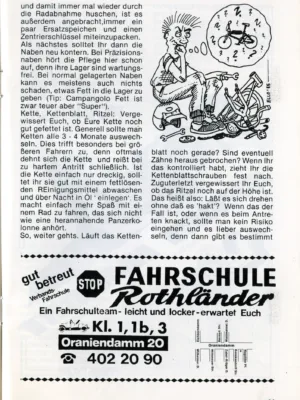 und damit immer mal wieder durch
die Radabnahme huschen, ist es
außerdem angebracht,immer ein
paar Ersatzspeichen und einen
Zentrierschlüssel miteinzupacken.
Als nächstes solltet Ihr dann die
Naben neu kontern. Bei Präzisions-
naben hört die Pflege hier schon
auf, denn ihre Lager sind wartungs-
frei. Bei normal gelagerten Naben
kann es meistens auch nichts
schaden, etwas Fett in die Lager zu
geben (Tip: Campangolo Fett ist
zwar teuer aber "Super").
Kette, Kettenblatt, Ritzel: Verge-
wissert Euch, ob Eure Kette noch
gut gefettet ist. Generell sollte man
Ketten alle 3 - 4 Monate auswech-
seln. Dies trifft besonders bei grö-
ßeren Fahrern zu, denn oftmals
dehnt sich die Kette und reißt bei
zu hartem Antritt schließlich. Ist
die Kette einfach nur dreckig, soll-
tet ihr sie gut mit einem fettlösen-
den REinigungsmittel abwaschen
und über Nacht in Öl ' einlegen'. Es
macht einfach mehr Spaß mit ei-
nem Rad zu fahren, das sich nicht
wie eine herannahende Panzerko-
lonne anhört.
So, weiter gehts. Läuft das Ketten-
blatt noch gerade? Sind eventuell
Zähne heraus gebrochen? Wenn Ihr
das kontrolliert habt, zieht Ihr die
Kettenblattschrauben fest nach.
Zuguterletzt vergewissert Ihr Euch,
ob das Ritzel noch auf der Höhe ist.
Das heißt also: Läßt es sich drehen
ohne daß es 'hakt'? Wenn das der
Fall ist, oder wenn es beim Antre-
ten knackt, sollte man kein Risiko
eingehen und es lieber auswech-
seln, denn dann gibt es bestimmt
gut betreut
Verbands-
Fahrschule
STOP
FAHRSCHULE
Rothländer
Ein Fahrschulteam - leicht und locker - erwartet Euch
Kl. 1, 1b, 3
Oraniendamm 20
☎ 402 20 90
Oraniendamm